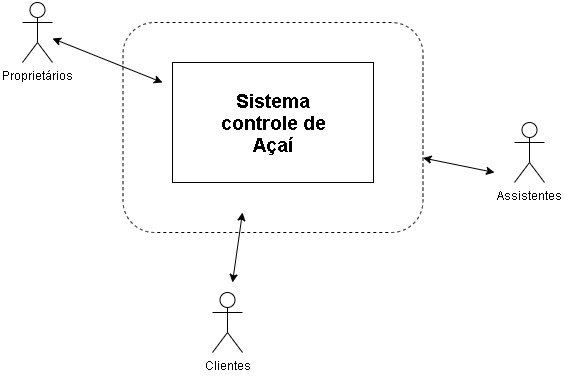 Proprietários
Sistema
controle de
Açaí
Assistentes
Clientes